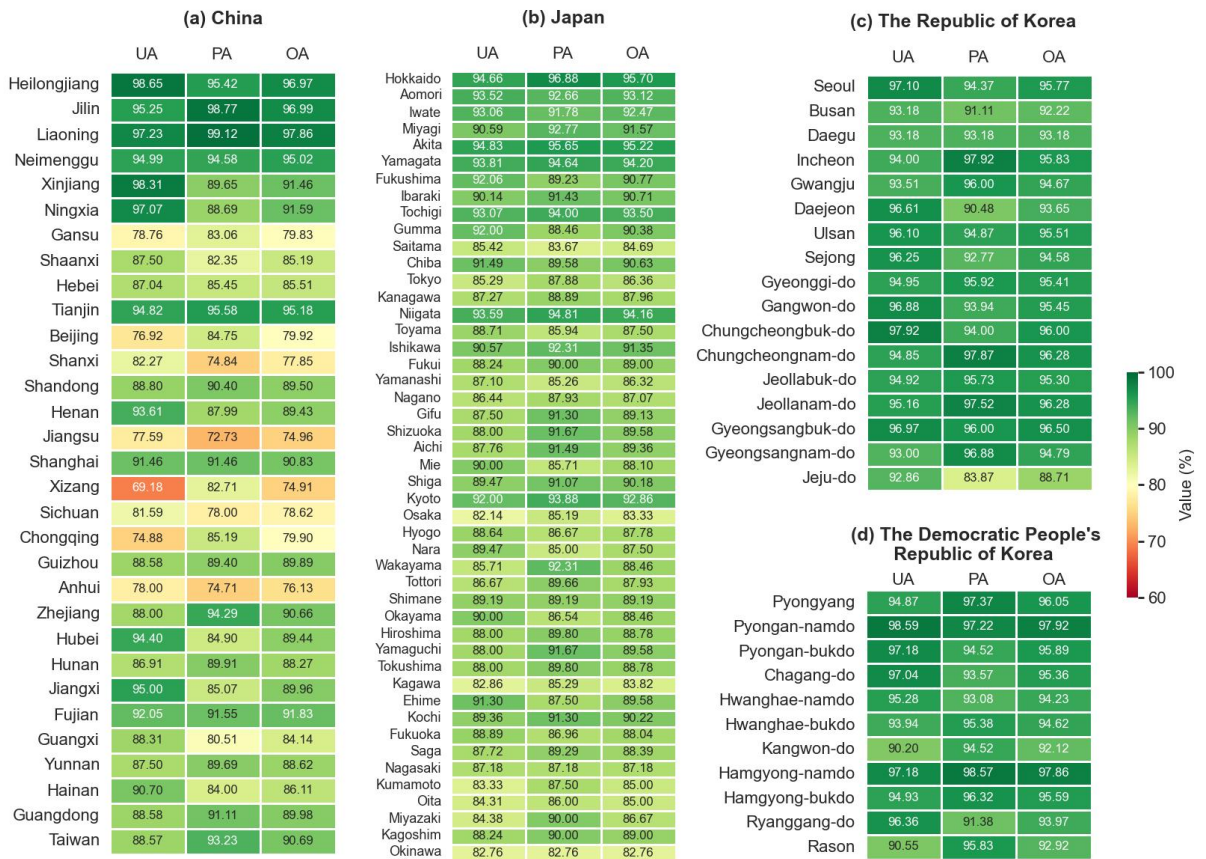 (a) China
UA PA OA
Heilongjiang 98.65 95.42 96.97
Jilin 95.25 98.77 96.99
Liaoning 97.23 99.12 97.86
Neimenggu 94.99 94.58 95.02
Xinjiang 98.31 89.65 91.46
Ningxia 97.07 88.69 91.59
Gansu 78.76 83.06 79.83
Shaanxi 87.50 82.35 85.19
Hebei 87.04 85.45 85.51
Tianjin 94.82 95.58 95.18
Beijing 76.92 84.75 79.92
Shanxi 82.27 74.84 77.85
Shandong 88.80 90.40 89.50
Henan 93.61 87.99 89.43
Jiangsu 77.59 72.73 74.96
Shanghai 91.46 91.46 90.83
Xizang 69.18 82.71 74.91
Sichuan 81.59 78.00 78.62
Chongqing 74.88 85.19 79.90
Guizhou 88.58 89.40 89.89
Anhui 78.00 74.71 76.13
Zhejiang 88.00 94.29 90.66
Hubei 94.40 84.90 89.44
Hunan 86.91 89.91 88.27
Jiangxi 95.00 85.07 89.96
Fujian 92.05 91.55 91.83
Guangxi 88.31 80.51 84.14
Yunnan 87.50 89.69 88.62
Hainan 90.70 84.00 86.11
Guangdong 88.58 91.11 89.98
Taiwan 88.57 93.23 90.69
(b) Japan
UA PA OA
Hokkaido 94.66 96.88 95.70
Aomori 93.52 92.66 93.12
Iwate 93.06 91.78 92.47
Miyagi 90.59 92.77 91.57
Akita 94.83 95.65 95.22
Yamagata 93.81 94.64 94.20
Fukushima 92.06 89.23 90.77
Ibaraki 90.14 91.43 90.71
Tochigi 93.07 94.00 93.50
Gumma 92.00 88.46 90.38
Saitama 85.42 83.67 84.69
Chiba 91.49 89.58 90.63
Tokyo 85.29 87.88 86.36
Kanagawa 87.27 88.89 87.96
Niigata 93.59 94.81 94.16
Toyama 88.71 85.94 87.50
Ishikawa 90.57 92.31 91.35
Fukui 88.24 90.00 89.00
Yamanashi 87.10 85.26 86.32
Nagano 86.44 87.93 87.07
Gifu 87.50 91.30 89.13
Shizuoka 88.00 91.67 89.58
Aichi 87.76 91.49 89.36
Mie 90.00 85.71 88.10
Shiga 89.47 91.07 90.18
Kyoto 92.00 93.88 92.86
Osaka 82.14 85.19 83.33
Hyogo 88.64 86.67 87.78
Nara 89.47 85.00 87.50
Wakayama 85.71 92.31 88.46
Tottori 86.67 89.66 87.93
Shimane 89.19 89.19 89.19
Okayama 90.00 86.54 88.46
Hiroshima 88.00 89.80 88.78
Yamaguchi 88.00 91.67 89.58
Tokushima 88.00 89.80 88.78
Kagawa 82.86 85.29 83.82
Ehime 91.30 87.50 89.58
Kochi 89.36 91.30 90.22
Fukuoka 88.89 86.96 88.04
Saga 87.72 89.29 88.39
Nagasaki 87.18 87.18 87.18
Kumamoto 83.33 87.50 85.00
Oita 84.31 86.00 85.00
Miyazaki 84.38 90.00 86.67
Kagoshim 88.24 90.00 89.00
Okinawa 82.76 82.76 82.76
(c) The Republic of Korea
UA PA OA
Seoul 97.10 94.37 95.77
Busan 93.18 91.11 92.22
Daegu 93.18 93.18 93.18
Incheon 94.00 97.92 95.83
Gwangju 93.51 96.00 94.67
Daejeon 96.61 90.48 93.65
Ulsan 96.10 94.87 95.51
Sejong 96.25 92.77 94.58
Gyeonggi-do 94.95 95.92 95.41
Gangwon-do 96.88 93.94 95.45
Chungcheongbuk-do 97.92 94.00 96.00
Chungcheongnam-do 94.85 97.87 96.28
Jeollabuk-do 94.92 95.73 95.30
Jeollanam-do 95.16 97.52 96.28
Gyeongsangbuk-do 96.97 96.00 96.50
Gyeongsangnam-do 93.00 96.88 94.79
Jeju-do 92.86 83.87 88.71
(d) The Democratic People's
Republic of Korea
UA PA OA
Pyongyang 94.87 97.37 96.05
Pyongan-namdo 98.59 97.22 97.92
Pyongan-bukdo 97.18 94.52 95.89
Chagang-do 97.04 93.57 95.36
Hwanghae-namdo 95.28 93.08 94.23
Hwanghae-bukdo 93.94 95.38 94.62
Kangwon-do 90.20 94.52 92.12
Hamgyong-namdo 97.18 98.57 97.86
Hamgyong-bukdo 94.93 96.32 95.59
Ryanggang-do 96.36 91.38 93.97
Rason 90.55 95.83 92.92
100
90
80
70
60
Value (%)